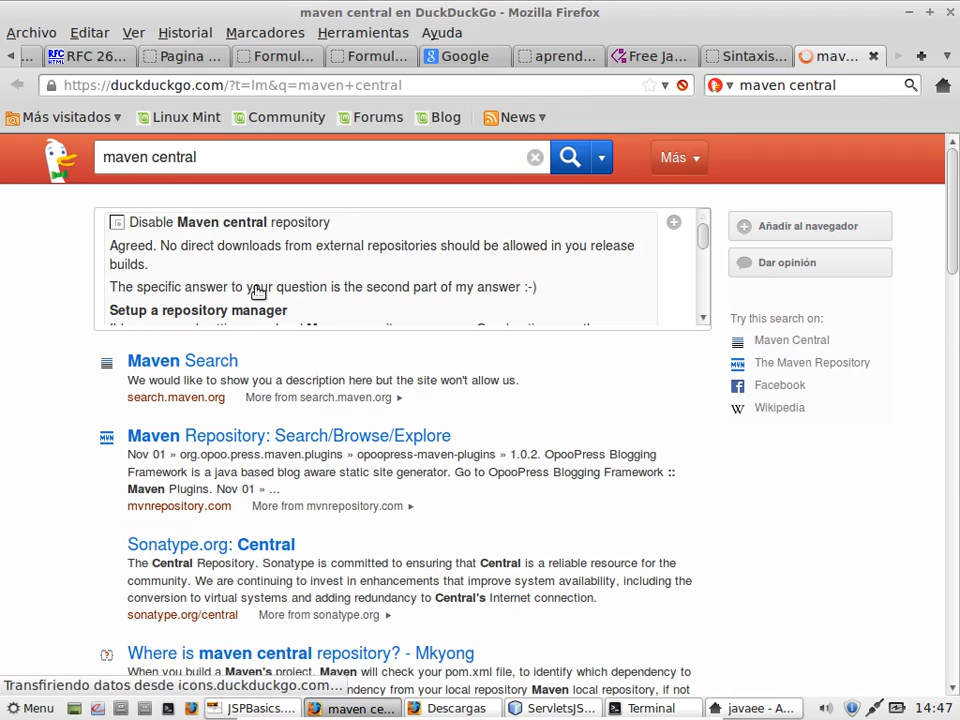 maven central en DuckDuckGo - Mozilla Firefox
Archivo Editar Ver Historial Marcadores Herramientas Ayuda
... RFC 26... Pagina ... Formul... Formul... Google aprend... Free Ja... Sintaxis... mav...
https://duckduckgo.com/?t=lm&q=maven+central
maven central
Más visitados Linux Mint Community Forums Blog News
maven central
Más
Disable Maven central repository
Agreed. No direct downloads from external repositories should be allowed in you release
builds.
The specific answer to your question is the second part of my answer :-)
Setup a repository manager
Añadir al navegador
Dar opinión
Try this search on:
Maven Central
The Maven Repository
Facebook
W Wikipedia
Maven Search
We would like to show you a description here but the site won't allow us.
search.maven.org More from search.maven.org
MVN Maven Repository: Search/Browse/Explore
Nov 01 » org.opoo.press.maven.plugins » opoopress-maven-plugins » 1.0.2. OpooPress Blogging
Framework is a java based blog aware static site generator. Go to OpooPress Blogging Framework ::
Maven Plugins. Nov 01 » ...
mvnrepository.com More from mvnrepository.com
Sonatype.org: Central
The Central Repository. Sonatype is committed to ensuring that Central is a reliable resource for the
community. We are continuing to invest in enhancements that improve system availability, including the
conversion to virtual systems and adding redundancy to Central's Internet connection.
sonatype.org/central More from sonatype.org
Where is maven central repository? - Mkyong
When you build a Maven's project, Maven will check your pom.xml file, to identify which dependency to
Transfiriendo datos desde icons.duckduckgo.com...
ndency from your local repository Maven local repository, if not
Menu JSPBasics.... maven ce... Descargas ServletsJS... Terminal javaee - A... 14:47